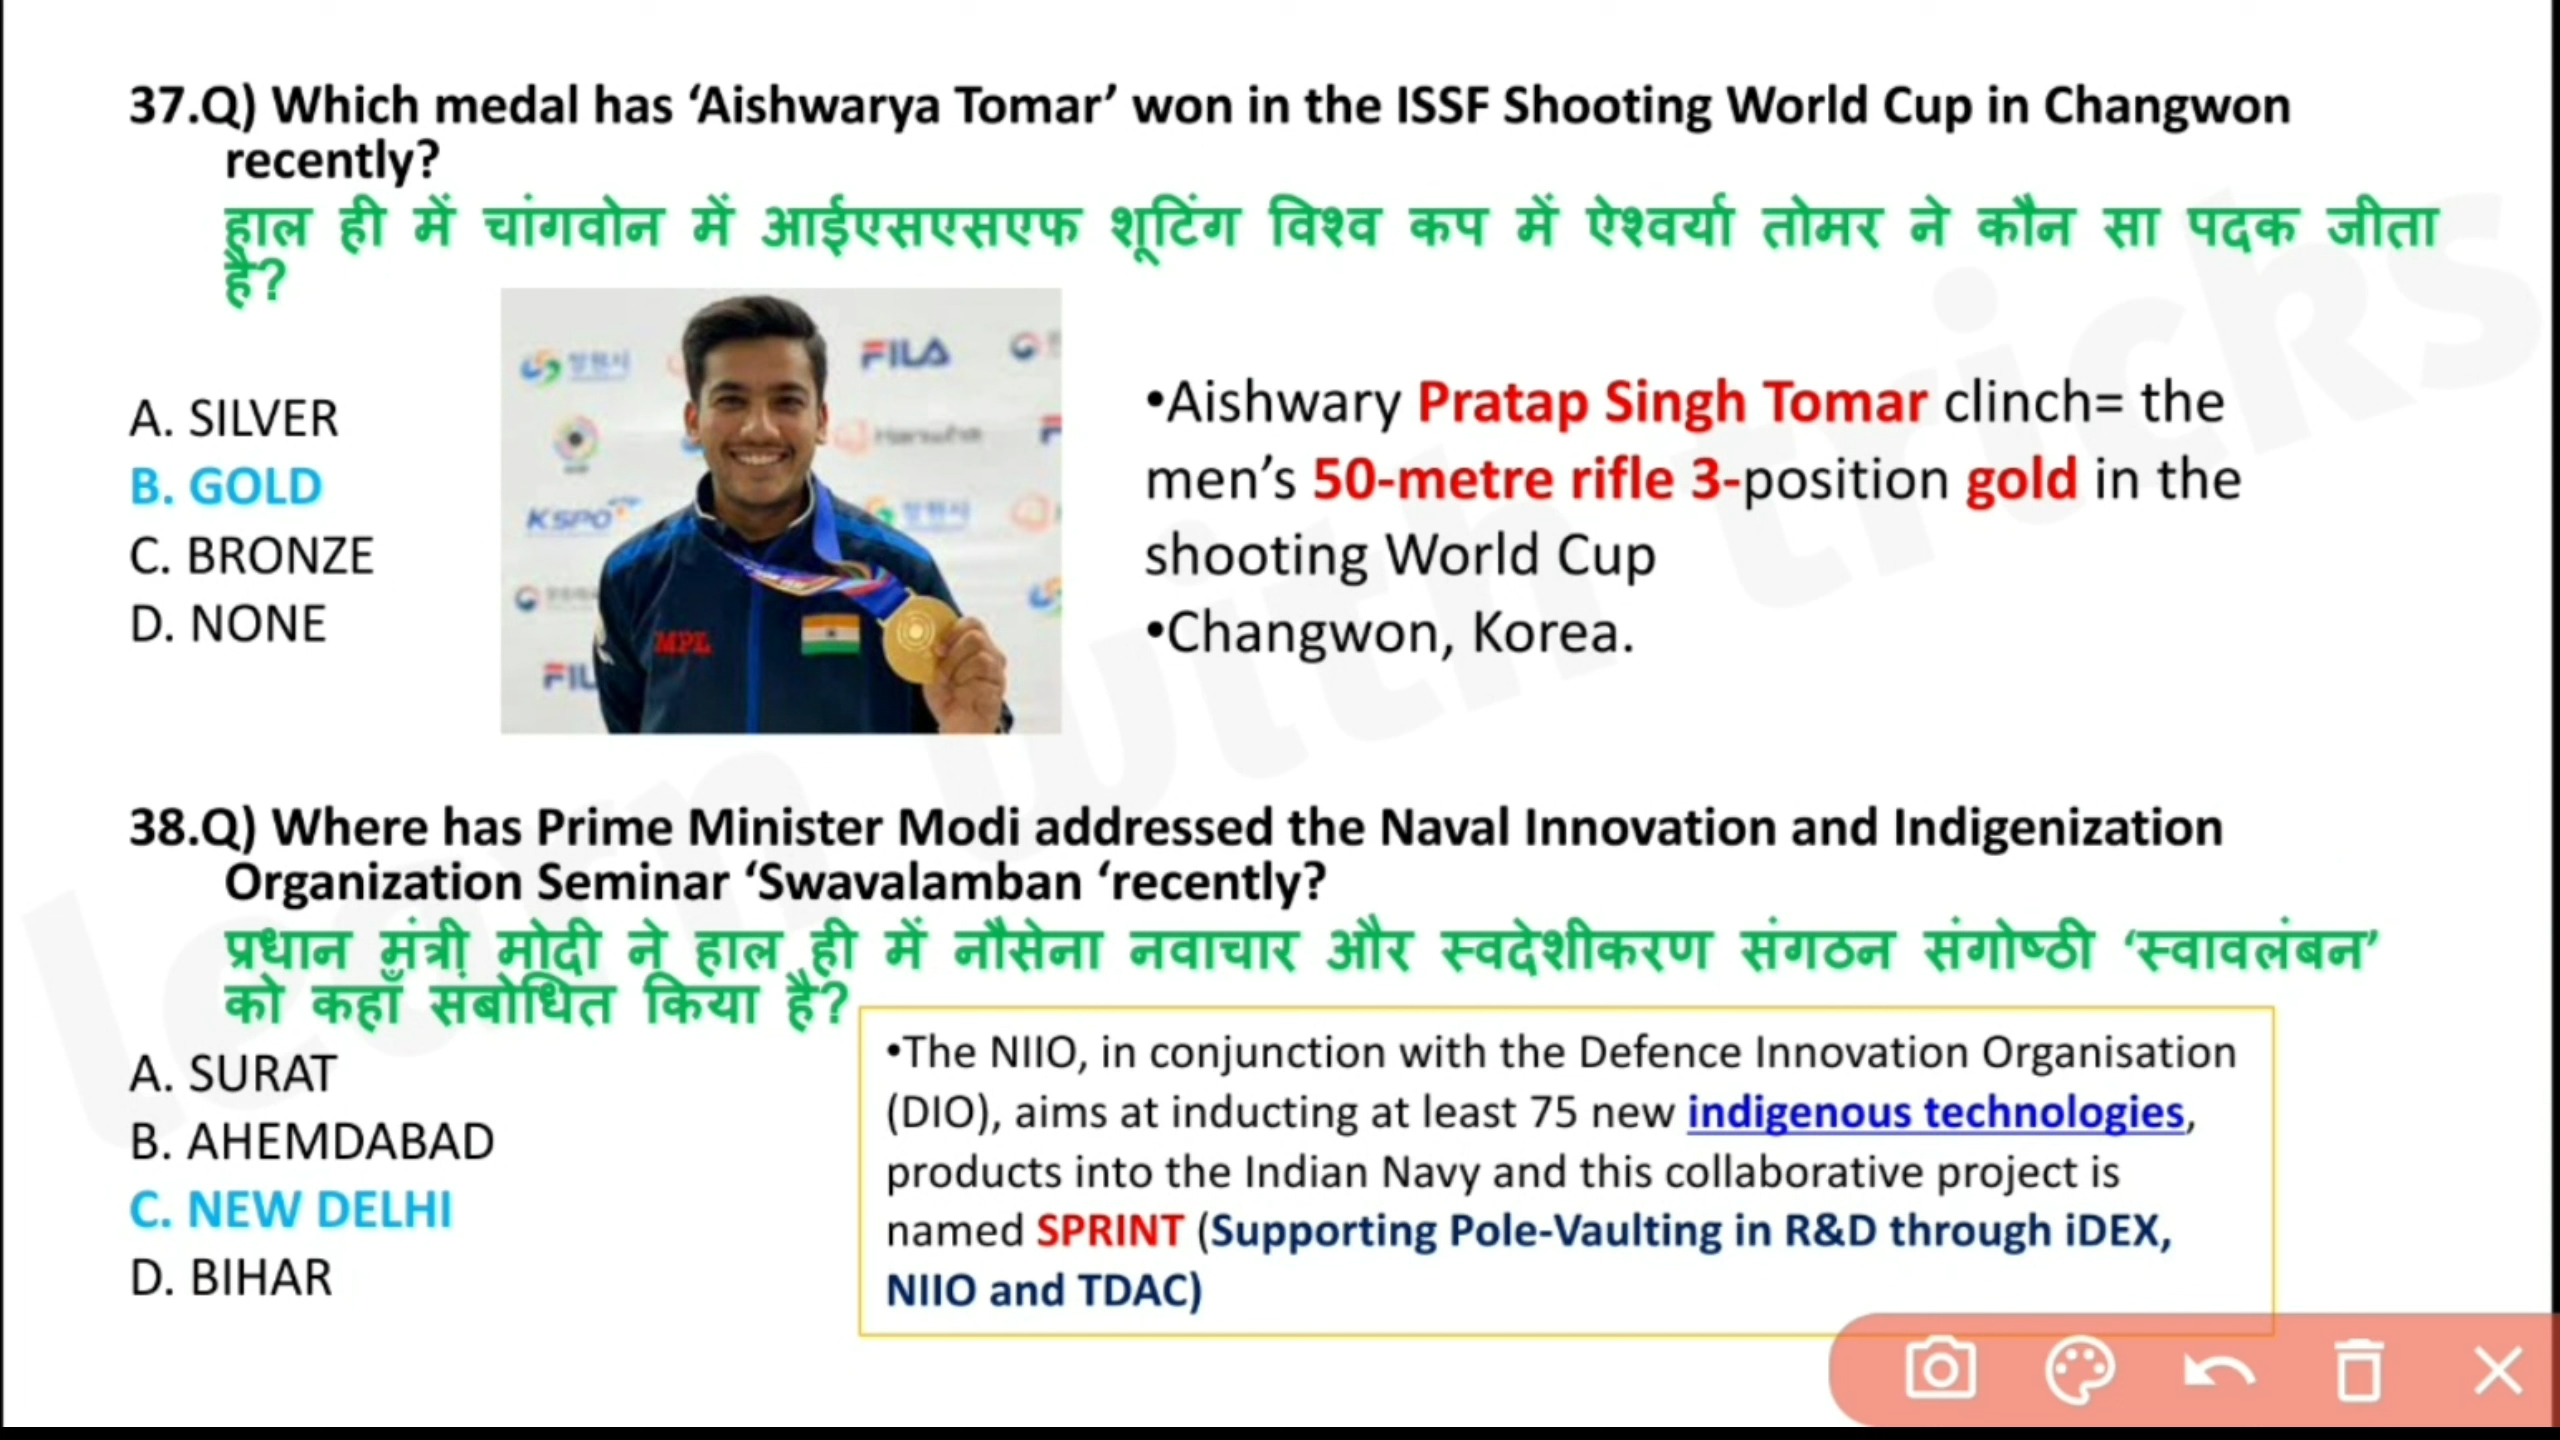 37.Q) Which medal has ‘Aishwarya Tomar’ won in the ISSF Shooting World Cup in Changwon
recently?
हाल ही में चांगवोन में आईएसएसएफ शूटिंग विश्व कप में ऐश्वर्या तोमर ने कौन सा पदक जीता
है?
A. SILVER
B. GOLD
C. BRONZE
D. NONE
FILA
KSPO
MPL
•Aishwary Pratap Singh Tomar clinch= the
men’s 50-metre rifle 3-position gold in the
shooting World Cup
•Changwon, Korea.
38.Q) Where has Prime Minister Modi addressed the Naval Innovation and Indigenization
Organization Seminar ‘Swavalamban ‘recently?
प्रधान मंत्री मोदी ने हाल ही में नौसेना नवाचार और स्वदेशीकरण संगठन संगोष्ठी ‘स्वावलंबन’
को कहाँ संबोधित किया है?
A. SURAT
B. AHEMDABAD
C. NEW DELHI
D. BIHAR
•The NIIO, in conjunction with the Defence Innovation Organisation
(DIO), aims at inducting at least 75 new indigenous technologies,
products into the Indian Navy and this collaborative project is
named SPRINT (Supporting Pole-Vaulting in R&D through iDEX,
NIIO and TDAC)
learn with tricks